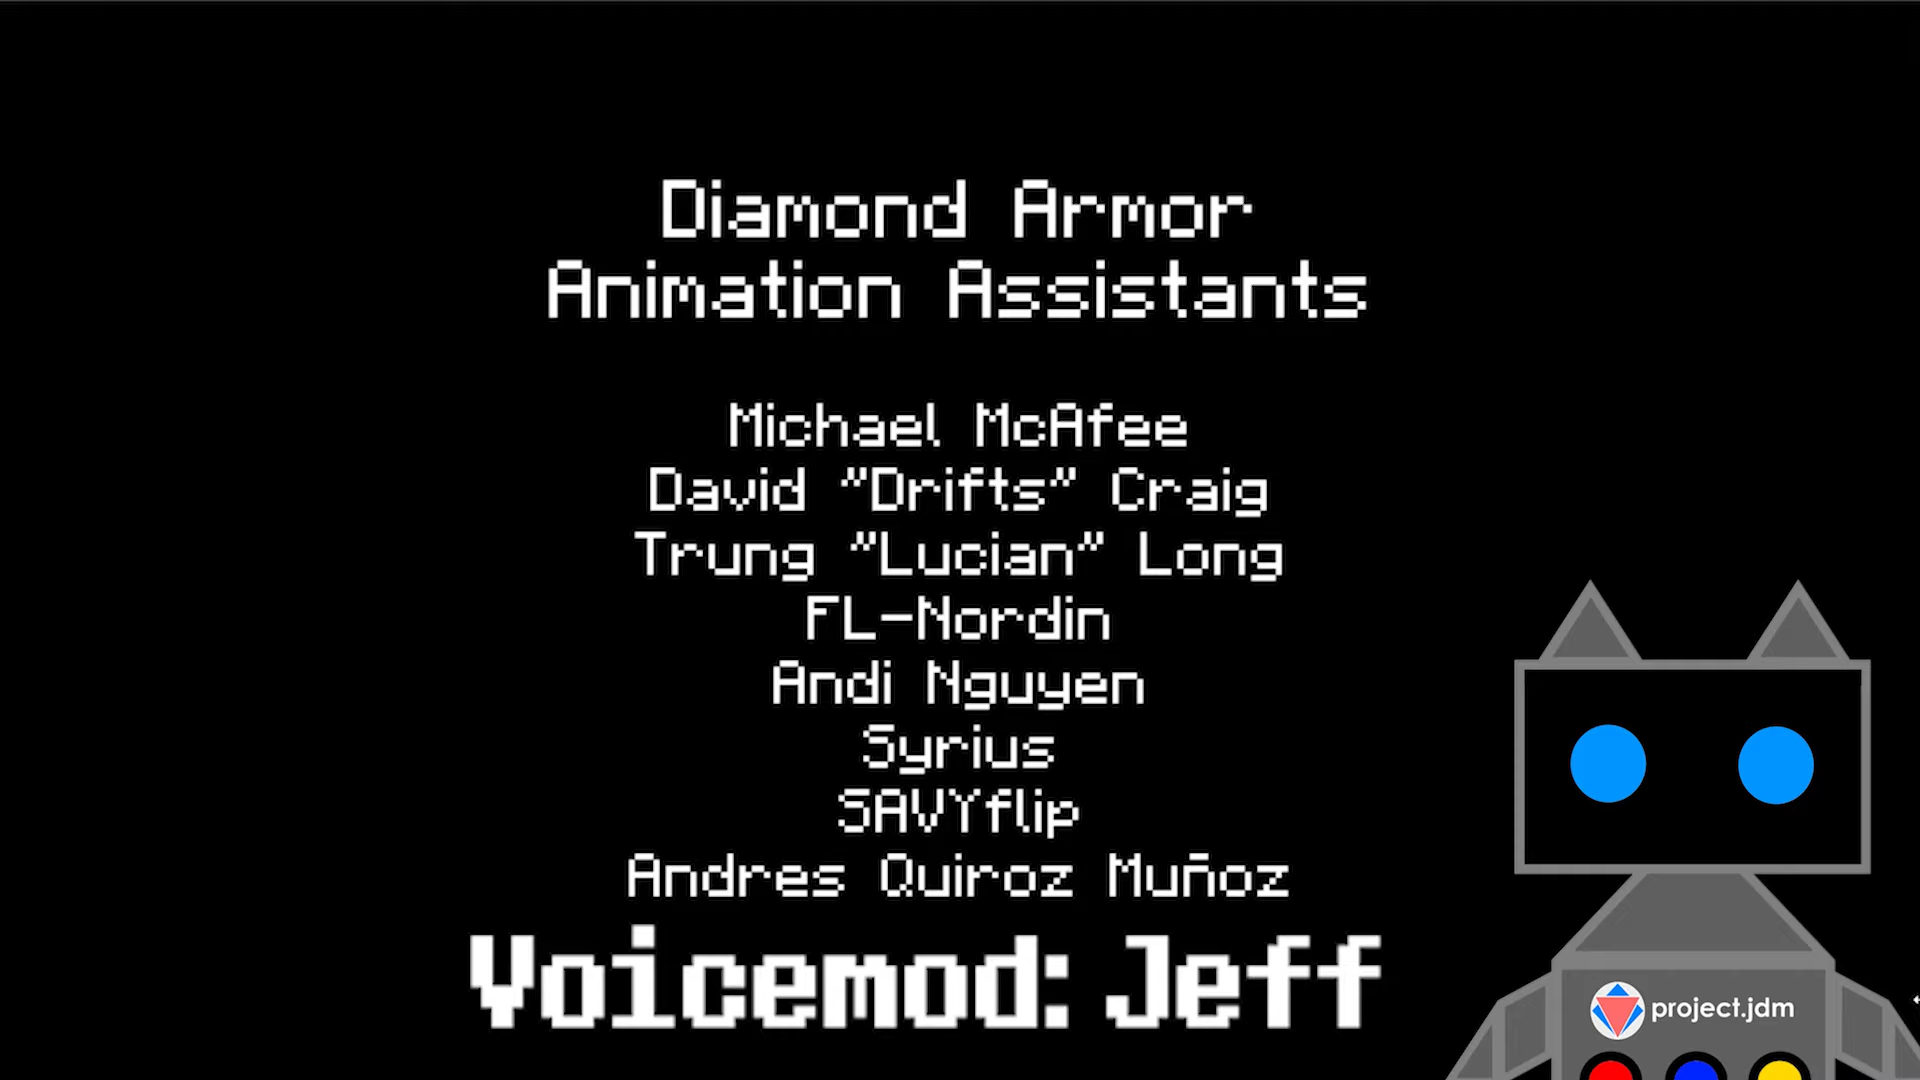 Diamond Armor
Animation Assistants
Michael McAfee
David "Drifts" Craig
Trung "Lucian" Long
FL-Nordin
Andi Nguyen
Syrius
SAVYflip
Andres Quiroz Muñoz
Voicemod: Jeff
project.jdm